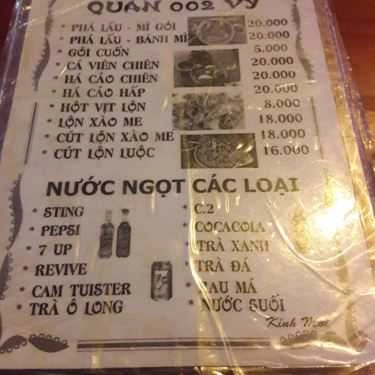 QUÁN 002 VY
* PHÁ LẤU - MÌ GÓI 20.000
* PHÁ LẤU - BÁNH MÌ 20.000
* GỎI CUỐN 5.000
* CÁ VIÊN CHIÊN 20.000
* HÁ CẢO CHIÊN 20.000
* HÁ CẢO HẤP 20.000
* HỘT VỊT LỘN 8.000
* LỘN XÀO ME 18.000
* CÚT LỘN XÀO ME 18.000
* CÚT LỘN LUỘC 16.000
NƯỚC NGỌT CÁC LOẠI
* STING * C.2
* PEPSI COCACOLA
* 7 UP TRÀ XANH
* REVIVE TRÀ ĐÁ
CAM TUISTER * RAU MÁ
TRÀ Ô LONG * NƯỚC SUỐI
Kính Mời